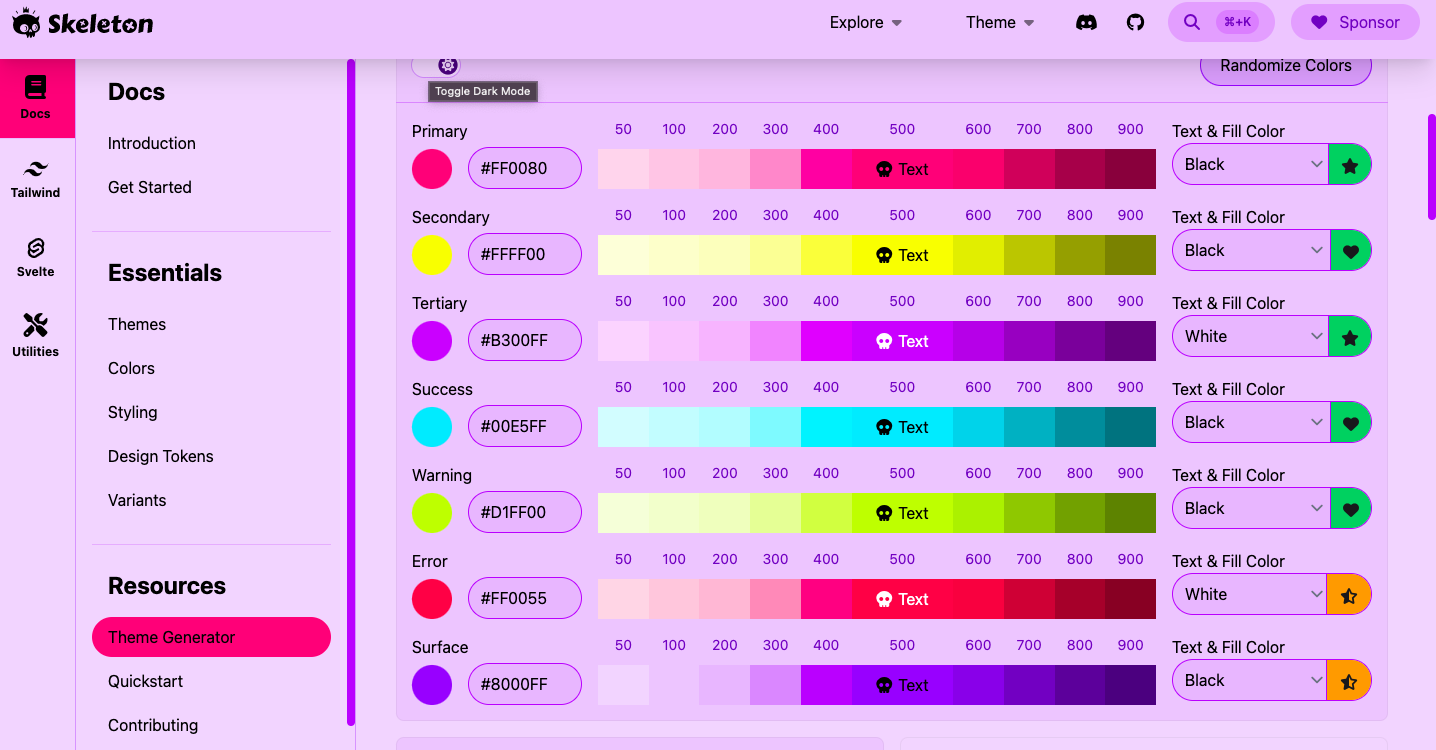 Skeleton
Explore
Theme
⌘+K
Sponsor
Docs
Tailwind
Svelte
Utilities
Docs
Introduction
Get Started
Essentials
Themes
Colors
Styling
Design Tokens
Variants
Resources
Theme Generator
Quickstart
Contributing
Toggle Dark Mode
Randomize Colors
Primary
50 100 200 300 400 500 600 700 800 900
Text & Fill Color
#FF0080
Text
Black
Secondary
50 100 200 300 400 500 600 700 800 900
Text & Fill Color
#FFFF00
Text
Black
Tertiary
50 100 200 300 400 500 600 700 800 900
Text & Fill Color
#B300FF
Text
White
Success
50 100 200 300 400 500 600 700 800 900
Text & Fill Color
#00E5FF
Text
Black
Warning
50 100 200 300 400 500 600 700 800 900
Text & Fill Color
#D1FF00
Text
Black
Error
50 100 200 300 400 500 600 700 800 900
Text & Fill Color
#FF0055
Text
White
Surface
50 100 200 300 400 500 600 700 800 900
Text & Fill Color
#8000FF
Text
Black